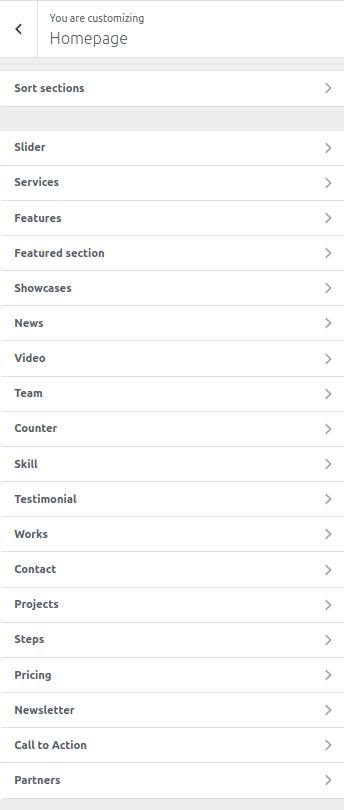 You are customizing
Homepage
Sort sections
Slider
Services
Features
Featured section
Showcases
News
Video
Team
Counter
Skill
Testimonial
Works
Contact
Projects
Steps
Pricing
Newsletter
Call to Action
Partners